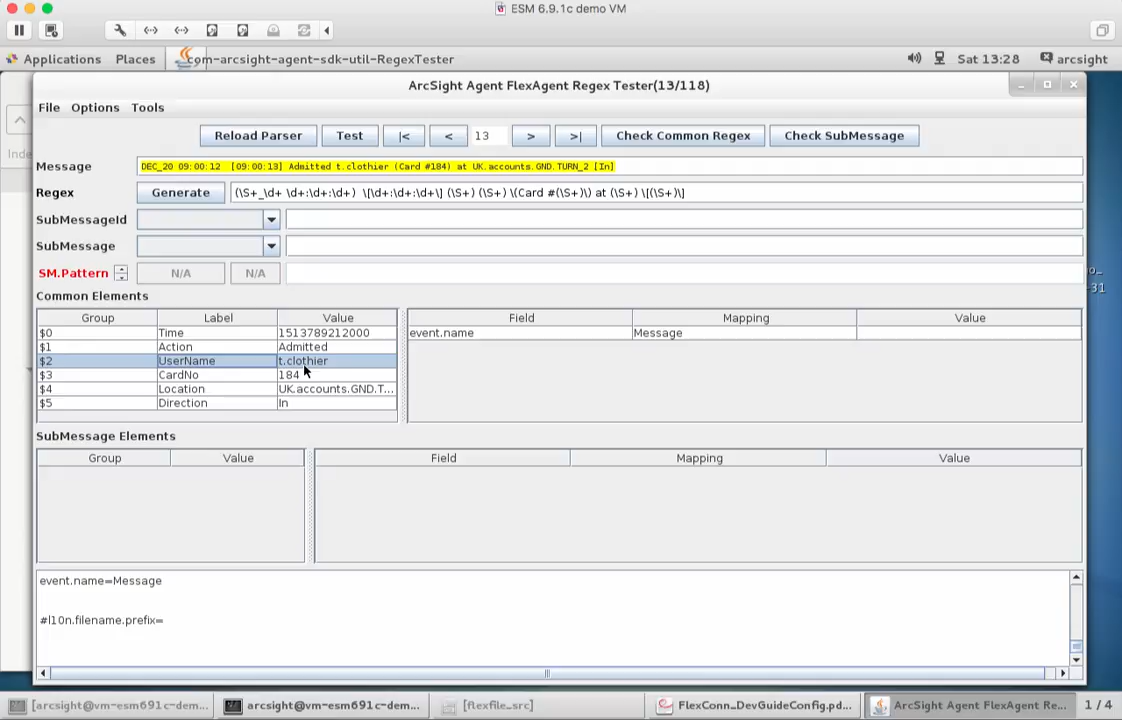 ESM 6.9.1c demo VM
Applications Places com-arcsight-agent-sdk-util-RegexTester Sat 13:28 arcsight
ArcSight Agent FlexAgent Regex Tester(13/118)
File Options Tools
Reload Parser Test |< < 13 > >| Check Common Regex Check SubMessage
Message DEC_20 09:00:12 [09:00:13] Admitted t.clothier (Card #184) at UK.accounts.GND.TURN_2 [In]
Regex Generate (\S+_\d+ \d+:\d+:\d+) \[\d+:\d+:\d+\] (\S+) (\S+) \(Card #(\S+)\) at (\S+) \[(\S+)\]
SubMessageId
SubMessage
SM.Pattern N/A N/A
Common Elements
Group Label Value Field Mapping Value
$0 Time 1513789212000 event.name Message
$1 Action Admitted
$2 UserName t.clothier
$3 CardNo 184
$4 Location UK.accounts.GND.T...
$5 Direction In
SubMessage Elements
Group Value Field Mapping Value
event.name=Message
#l10n.filename.prefix=
[arcsight@vm-esm691c-dem... arcsight@vm-esm691c-dem... [flexfile_src] FlexConn_DevGuideConfig.pd... ArcSight Agent FlexAgent Re... 1 / 4
-31